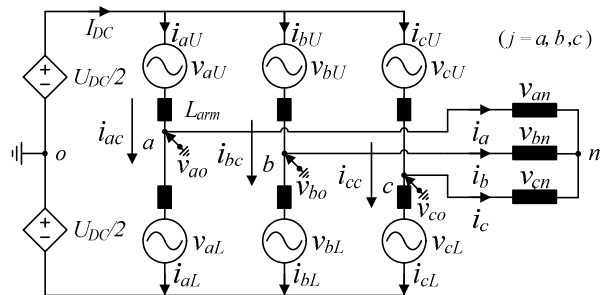 I_DC i_aU i_bU i_cU (j = a, b, c)
U_DC/2 v_aU v_bU v_cU
L_arm v_an
i_ac a i_bc i_a v_bn
o v_ao b i_cc i_b n
v_bo c v_cn
v_co i_c
U_DC/2 v_aL v_bL v_cL
i_aL i_bL i_cL